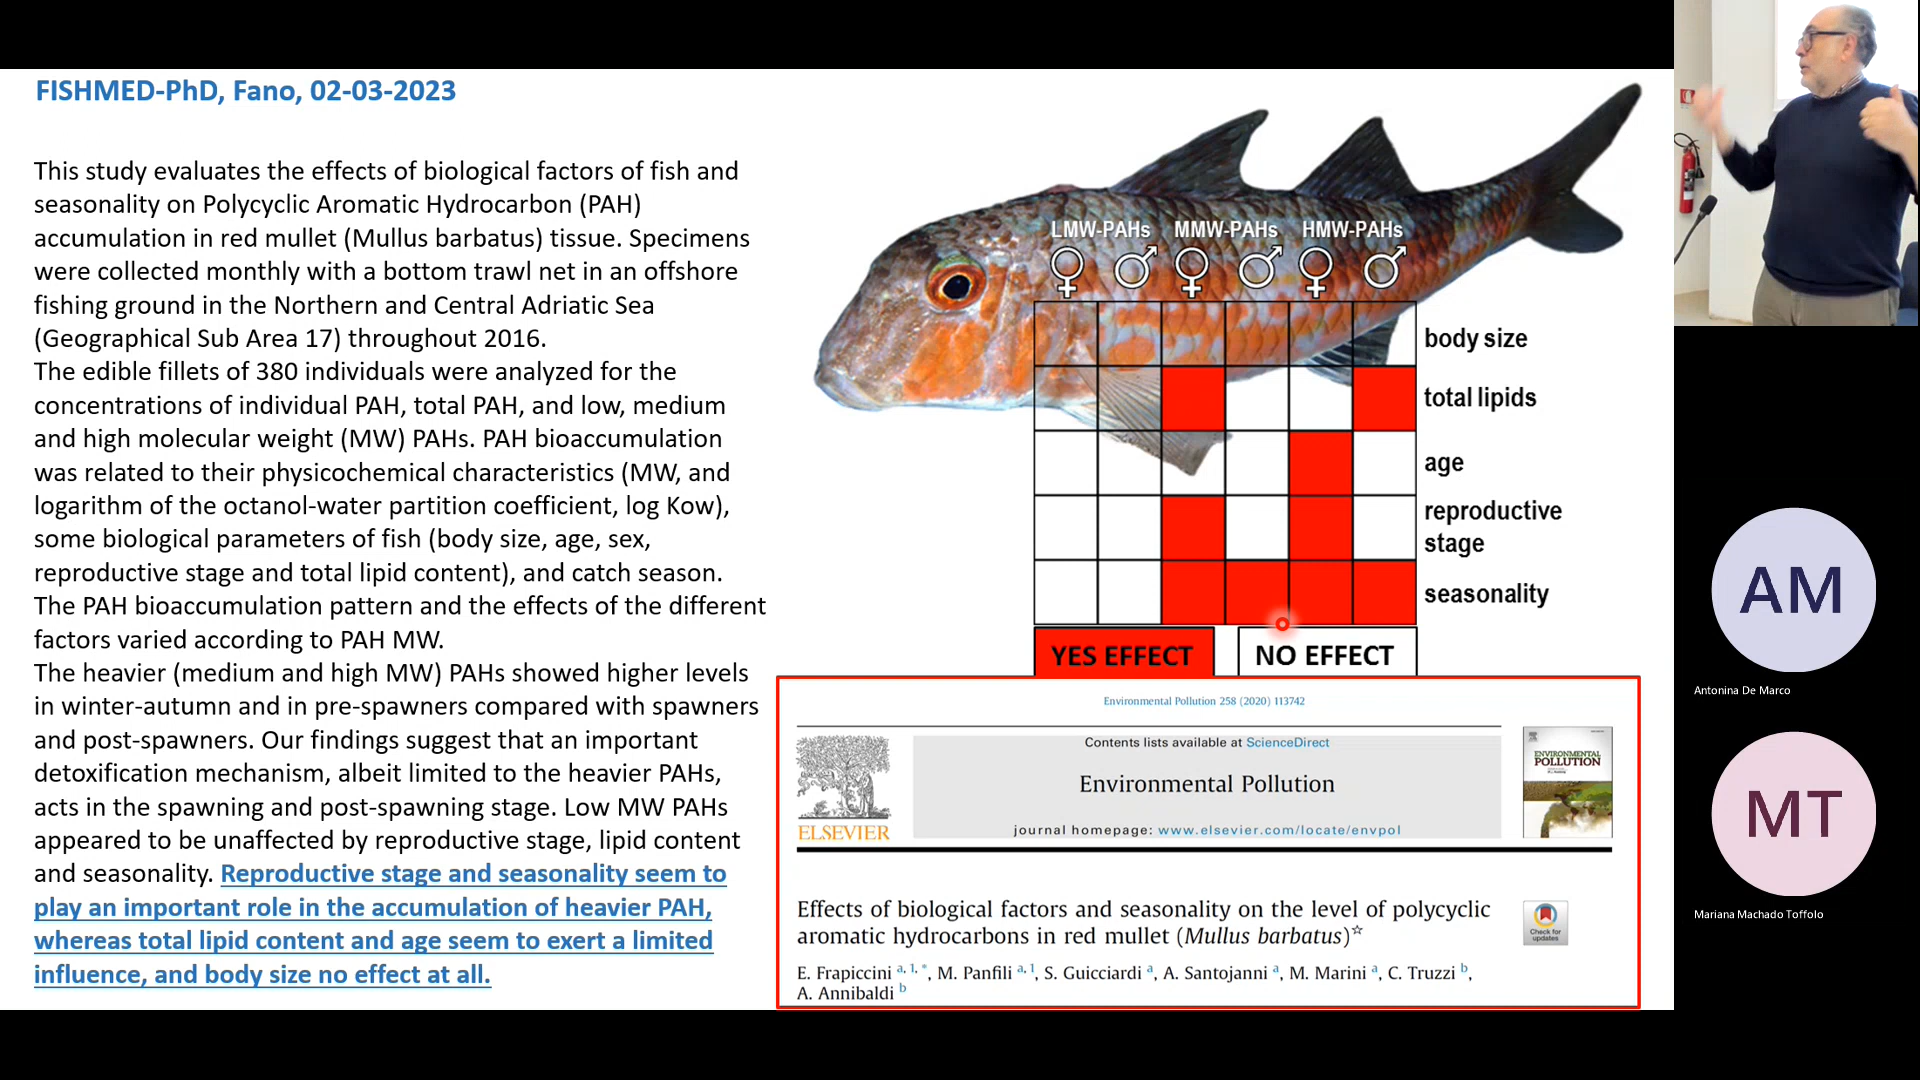 FISHMED-PhD, Fano, 02-03-2023
This study evaluates the effects of biological factors of fish and
seasonality on Polycyclic Aromatic Hydrocarbon (PAH)
accumulation in red mullet (Mullus barbatus) tissue. Specimens
were collected monthly with a bottom trawl net in an offshore
fishing ground in the Northern and Central Adriatic Sea
(Geographical Sub Area 17) throughout 2016.
The edible fillets of 380 individuals were analyzed for the
concentrations of individual PAH, total PAH, and low, medium
and high molecular weight (MW) PAHs. PAH bioaccumulation
was related to their physicochemical characteristics (MW, and
logarithm of the octanol-water partition coefficient, log Kow),
some biological parameters of fish (body size, age, sex,
reproductive stage and total lipid content), and catch season.
The PAH bioaccumulation pattern and the effects of the different
factors varied according to PAH MW.
The heavier (medium and high MW) PAHs showed higher levels
in winter-autumn and in pre-spawners compared with spawners
and post-spawners. Our findings suggest that an important
detoxification mechanism, albeit limited to the heavier PAHs,
acts in the spawning and post-spawning stage. Low MW PAHs
appeared to be unaffected by reproductive stage, lipid content
and seasonality. Reproductive stage and seasonality seem to
play an important role in the accumulation of heavier PAH,
whereas total lipid content and age seem to exert a limited
influence, and body size no effect at all.
LMW-PAHs MMW-PAHs HMW-PAHs
♀ ♂ ♀ ♂ ♀ ♂
body size
total lipids
age
reproductive
stage
seasonality
YES EFFECT NO EFFECT
Environmental Pollution 258 (2020) 113742
Contents lists available at ScienceDirect
Environmental Pollution
journal homepage: www.elsevier.com/locate/envpol
ELSEVIER
ENVIRONMENTAL
POLLUTION
Effects of biological factors and seasonality on the level of polycyclic
aromatic hydrocarbons in red mullet (Mullus barbatus)☆
Check for
updates
E. Frapiccini a, 1, *, M. Panfili a, 1, S. Guicciardi a, A. Santojanni a, M. Marini a, C. Truzzi b,
A. Annibaldi b
AM
Antonina De Marco
MT
Mariana Machado Toffolo